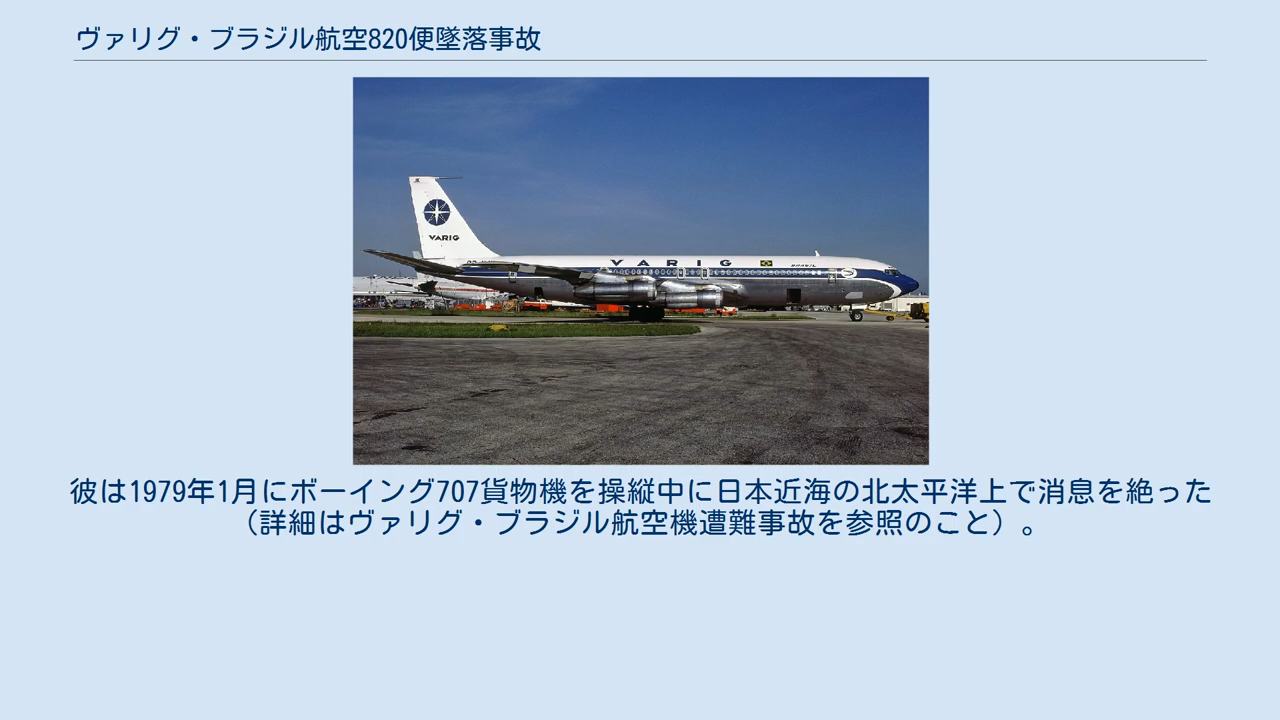 ヴァリグ・ブラジル航空820便墜落事故
VARIG
VARIG
BRASIL
彼は1979年1月にボーイング707貨物機を操縦中に日本近海の北太平洋上で消息を絶った
（詳細はヴァリグ・ブラジル航空機遭難事故を参照のこと）。